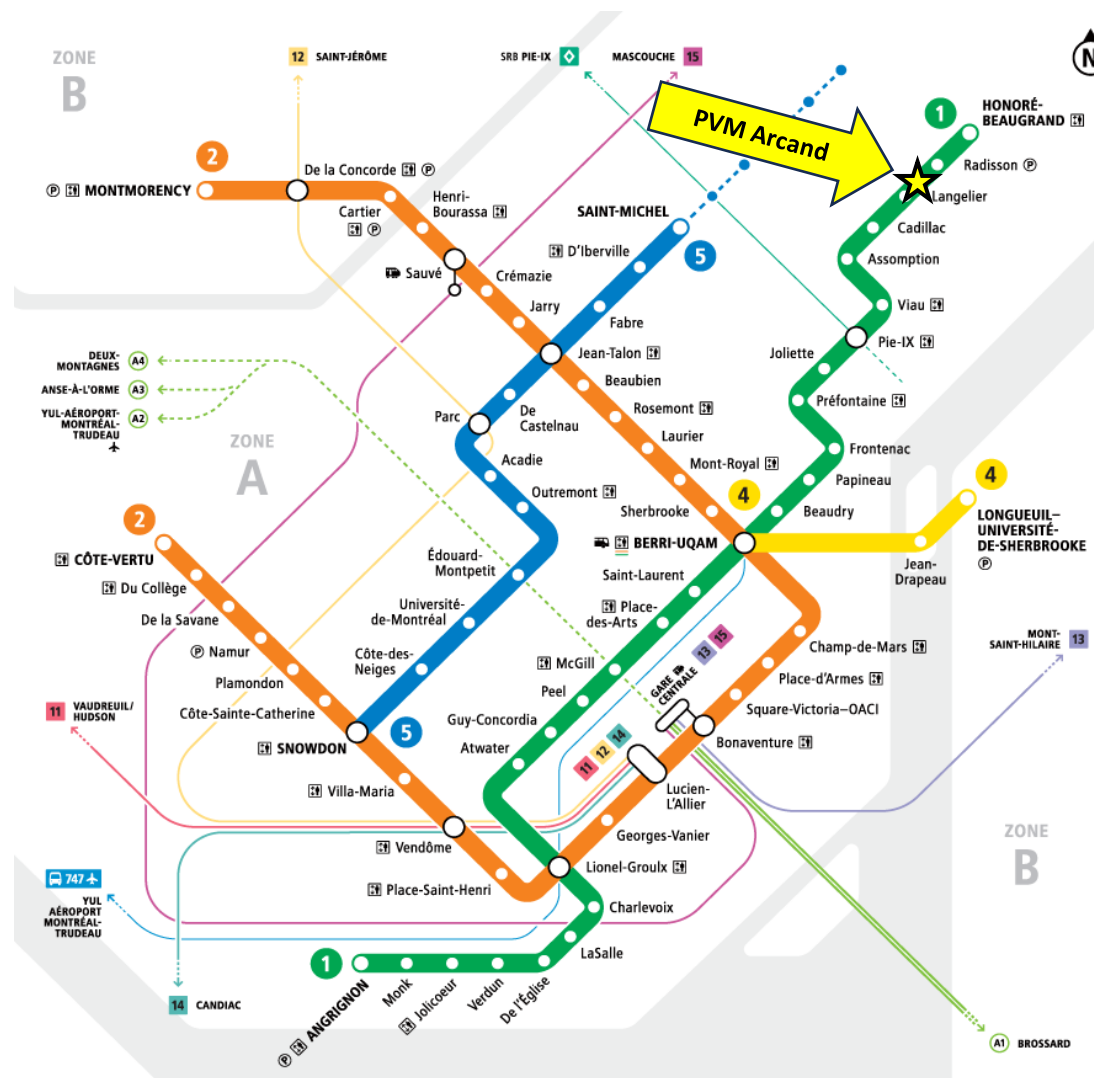 ZONE
B
12 SAINT-JÉRÔME
SRB PIE-IX
MASCOUCHE 15
N
PVM Arcand
1
HONORÉ-
BEAUGRAND
Radisson P
Langelier
Cadillac
Assomption
Viau
Pie-IX
Joliette
Préfontaine
Frontenac
Papineau
Beaudry
2
P MONTMORENCY
De la Concorde P
Cartier
P
Henri-
Bourassa
Sauvé
Crémazie
Jarry
Jean-Talon
Beaubien
Rosemont
Laurier
Mont-Royal
Sherbrooke
SAINT-MICHEL
5
D'Iberville
Fabre
De
Castelnau
Parc
Acadie
Outremont
Édouard-
Montpetit
Université-
de-Montréal
Côte-des-
Neiges
DEUX-
MONTAGNES A4
ANSE-À-L'ORME A3
YUL-AÉROPORT-
MONTRÉAL-
TRUDEAU A2
ZONE
A
4
BERRI-UQAM
4
LONGUEUIL–
UNIVERSITÉ-
DE-SHERBROOKE
P
Jean-
Drapeau
2
CÔTE-VERTU
Du Collège
De la Savane
P Namur
Plamondon
Côte-Sainte-Catherine
SNOWDON
5
Villa-Maria
Vendôme
Place-Saint-Henri
Saint-Laurent
Place-
des-Arts
McGill
Peel
Guy-Concordia
Atwater
Champ-de-Mars
Place-d'Armes
Square-Victoria–OACI
Bonaventure
GARE
CENTRALE
13 15
11 12 14
Lucien-
L'Allier
Georges-Vanier
Lionel-Groulx
Charlevoix
LaSalle
De l'Église
Verdun
Jolicoeur
Monk
P ANGRIGNON
1
MONT-
SAINT-HILAIRE 13
11 VAUDREUIL/
HUDSON
747
YUL
AÉROPORT
MONTRÉAL-
TRUDEAU
14 CANDIAC
ZONE
B
A1 BROSSARD